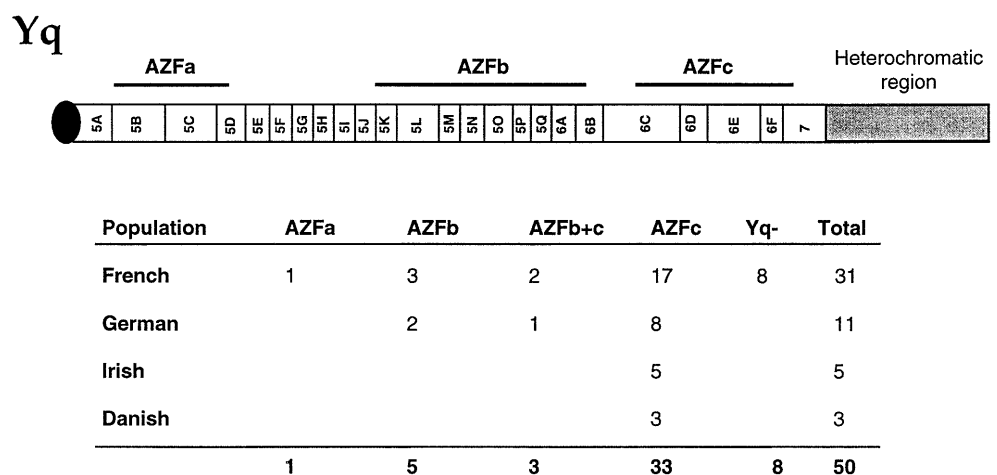 Yq
AZFa AZFb AZFc Heterochromatic region
5A 5B 5C 5D 5E 5F 5G 5H 5I 5J 5K 5L 5M 5N 5O 5P 5Q 6A 6B 6C 6D 6E 6F 7
Population AZFa AZFb AZFb+c AZFc Yq- Total
French 1 3 2 17 8 31
German 2 1 8 11
Irish 5 5
Danish 3 3
1 5 3 33 8 50